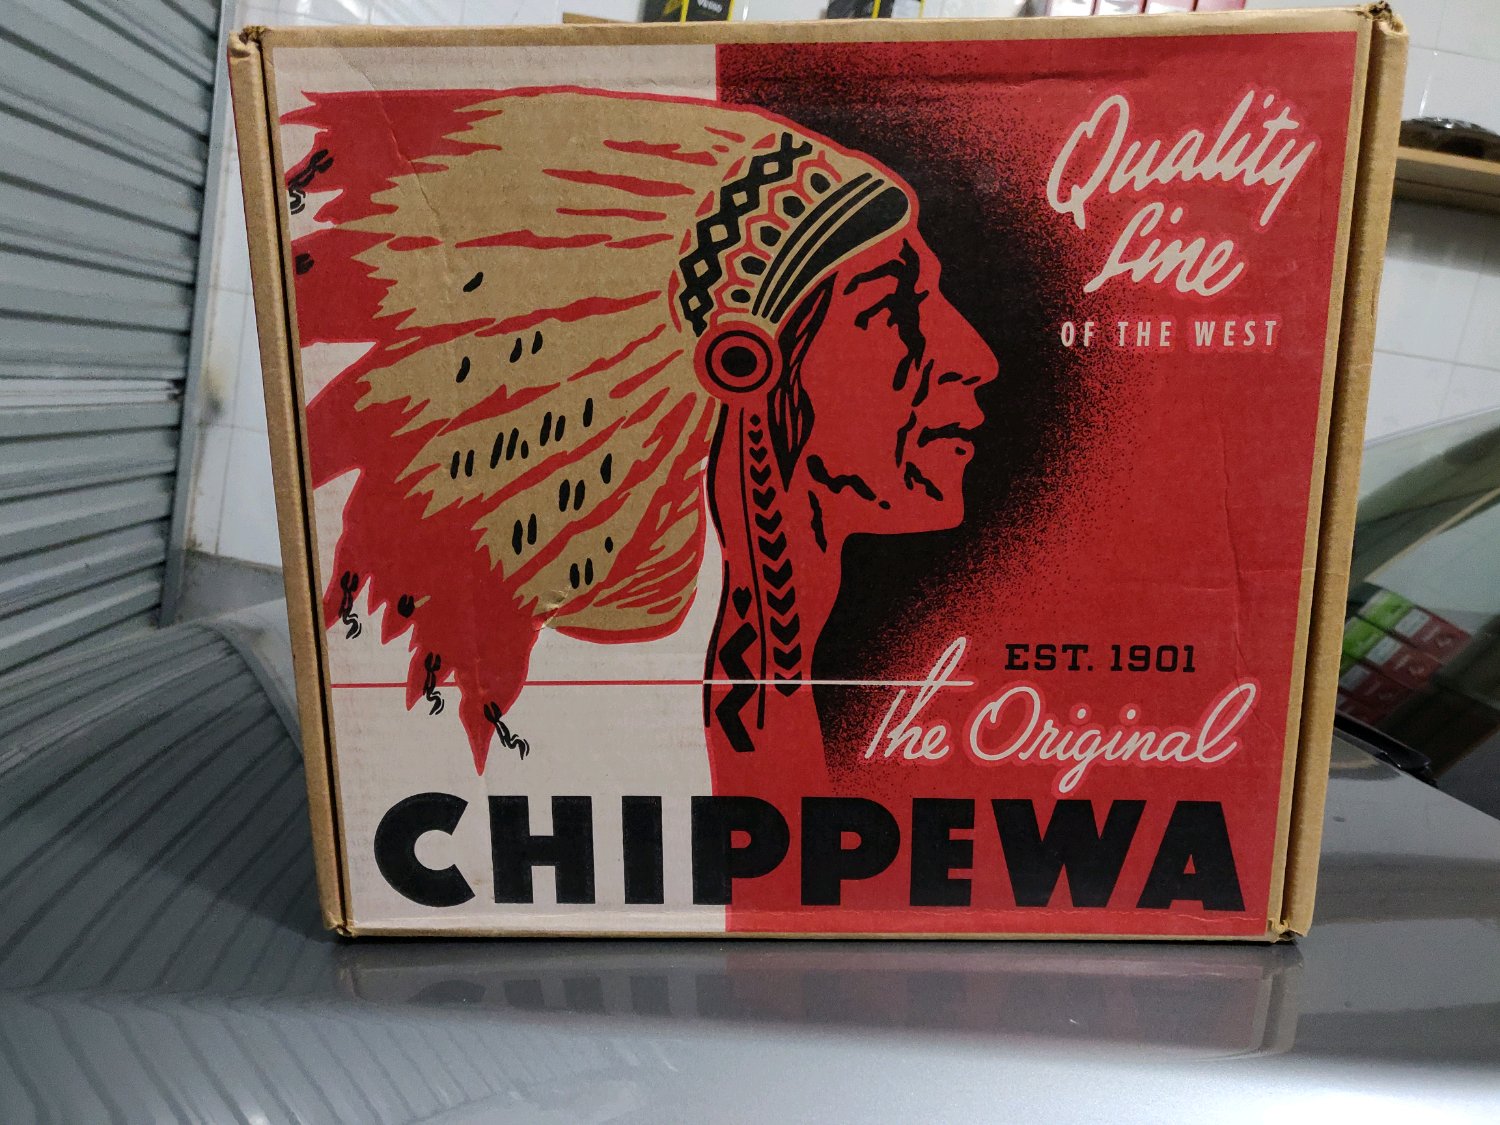 Quality
Line
OF THE WEST
EST. 1901
The Original
CHIPPEWA